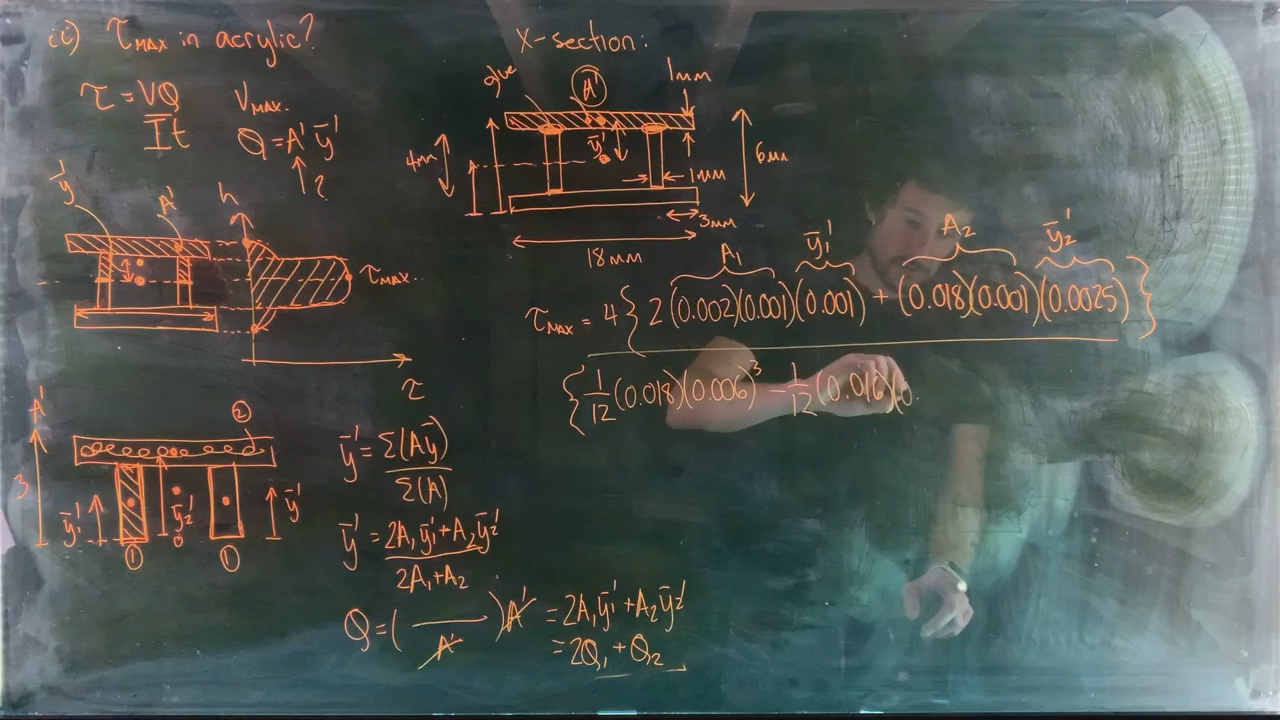 ii) τMAX in acrylic?
τ = VQ / It
VMAX.
Q = A' ȳ'
?
ȳ'
A'
h
τMAX.
τ
X-section:
glue
A'
1mm
4mm
ȳ'
6mm
1mm
3mm
18mm
A₁ ȳ₁' A₂ ȳ₂'
τMAX = 4{2(0.002)(0.001)(0.001) + (0.018)(0.001)(0.0025)}
{1/12(0.018)(0.006)³ - 1/12(0.016)(0.
A'
②
3
ȳ₁'
ȳ₂'
ȳ'
① ①
ȳ' = Σ(Aȳ) / Σ(A)
ȳ' = 2A₁ȳ₁' + A₂ȳ₂' / 2A₁ + A₂
Q = ( — / A' )A' = 2A₁ȳ₁' + A₂ȳ₂'
= 2Q₁ + Q₂